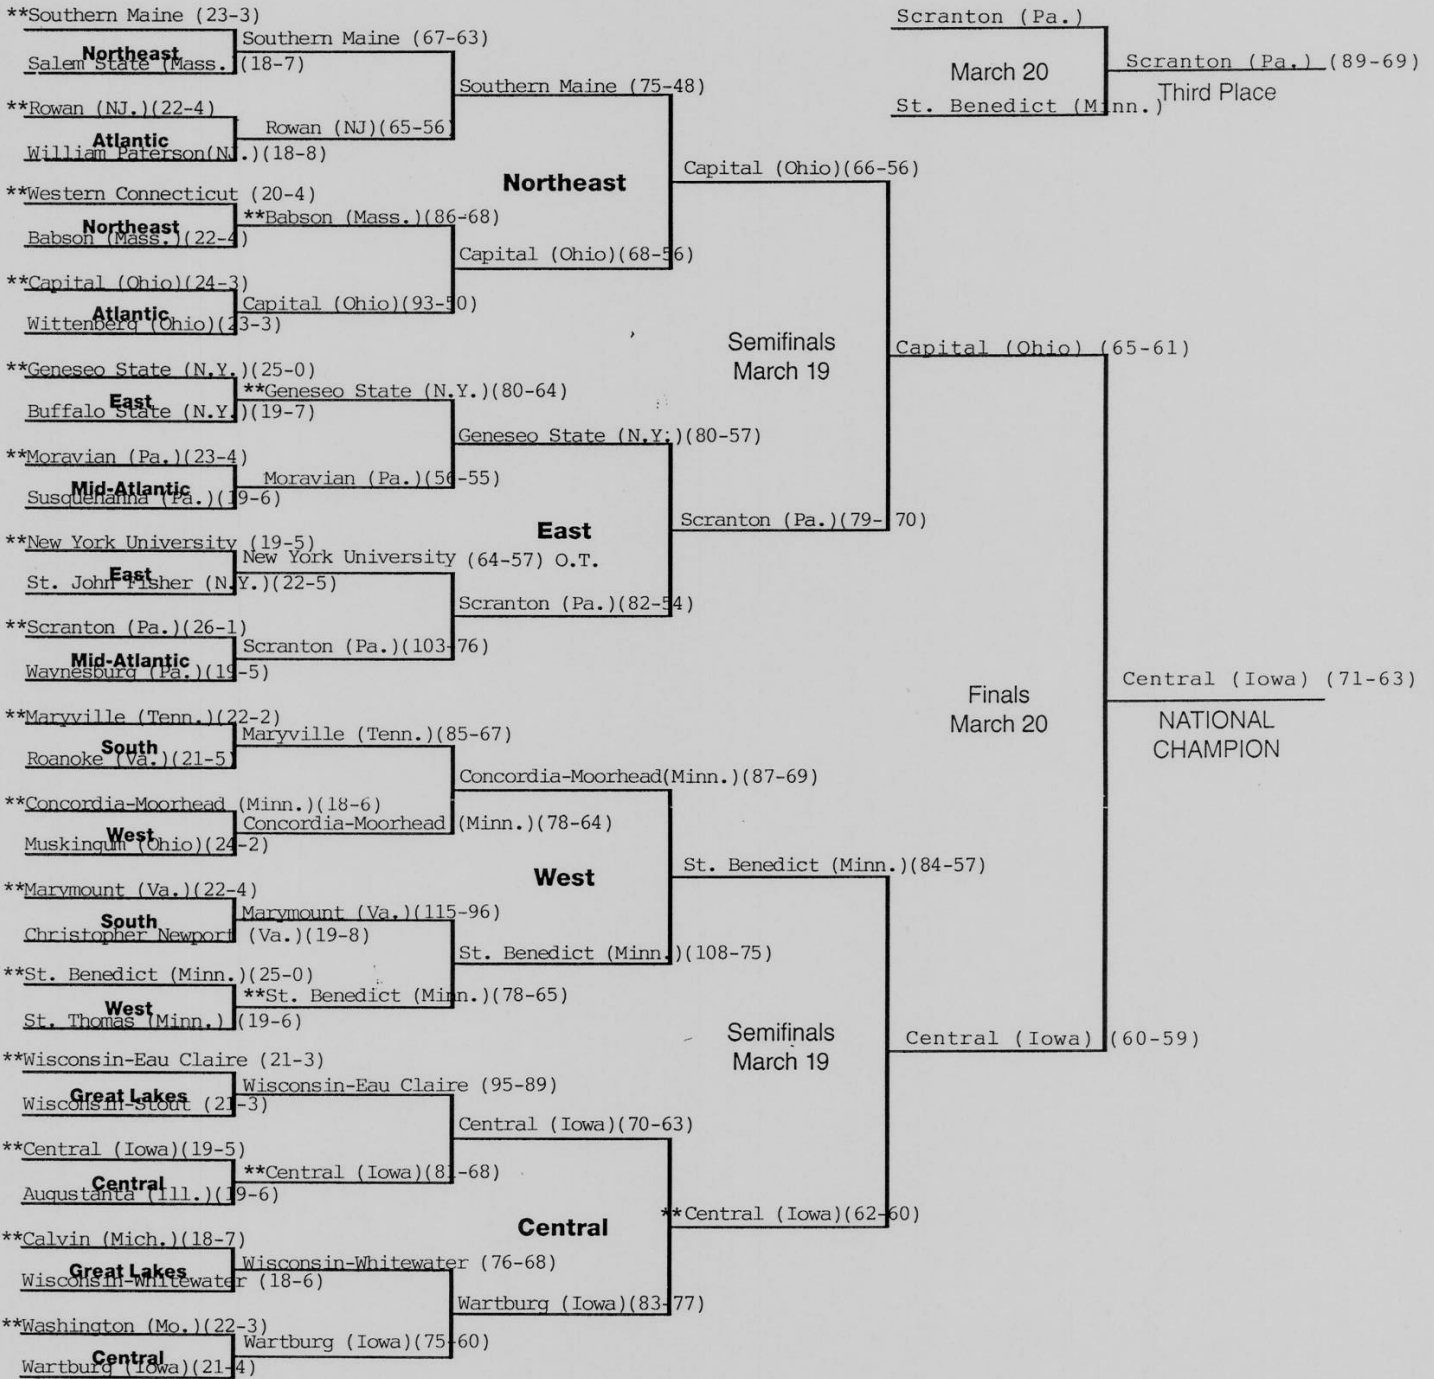 **Southern Maine (23-3)
Northeast
Salem State (Mass.)(18-7)
**Rowan (NJ.)(22-4)
Atlantic
William Paterson(NJ.)(18-8)
**Western Connecticut (20-4)
Northeast
Babson (Mass.)(22-4)
**Capital (Ohio)(24-3)
Atlantic
Wittenberg (Ohio)(23-3)
**Geneseo State (N.Y.)(25-0)
East
Buffalo State (N.Y.)(19-7)
**Moravian (Pa.)(23-4)
Mid-Atlantic
Susquehanna (Pa.)(19-6)
**New York University (19-5)
East
St. John Fisher (N.Y.)(22-5)
**Scranton (Pa.)(26-1)
Mid-Atlantic
Waynesburg (Pa.)(19-5)
**Maryville (Tenn.)(22-2)
South
Roanoke (Va.)(21-5)
**Concordia-Moorhead (Minn.)(18-6)
West
Muskingum (Ohio)(24-2)
**Marymount (Va.)(22-4)
South
Christopher Newport (Va.)(19-8)
**St. Benedict (Minn.)(25-0)
West
St. Thomas (Minn.)(19-6)
**Wisconsin-Eau Claire (21-3)
Great Lakes
Wisconsin-Stout (21-3)
**Central (Iowa)(19-5)
Central
Augustanta (Ill.)(19-6)
**Calvin (Mich.)(18-7)
Great Lakes
Wisconsin-Whitewater (18-6)
**Washington (Mo.)(22-3)
Central
Wartburg (Iowa)(21-4)
Southern Maine (67-63)
Rowan (NJ)(65-56)
**Babson (Mass.)(86-68)
Capital (Ohio)(93-50)
**Geneseo State (N.Y.)(80-64)
Moravian (Pa.)(56-55)
New York University (64-57) O.T.
Scranton (Pa.)(103-76)
Maryville (Tenn.)(85-67)
Concordia-Moorhead (Minn.)(78-64)
Marymount (Va.)(115-96)
**St. Benedict (Minn.)(78-65)
Wisconsin-Eau Claire (95-89)
**Central (Iowa)(81-68)
Wisconsin-Whitewater (76-68)
Wartburg (Iowa)(75-60)
Southern Maine (75-48)
Northeast
Capital (Ohio)(68-56)
Geneseo State (N.Y.)(80-57)
East
Scranton (Pa.)(82-54)
Concordia-Moorhead(Minn.)(87-69)
West
St. Benedict (Minn.)(108-75)
Central (Iowa)(70-63)
Central
Wartburg (Iowa)(83-77)
Capital (Ohio)(66-56)
Semifinals
March 19
Scranton (Pa.)(79-70)
St. Benedict (Minn.)(84-57)
Semifinals
March 19
**Central (Iowa)(62-60)
Capital (Ohio) (65-61)
Finals
March 20
Central (Iowa) (60-59)
Central (Iowa) (71-63)
NATIONAL
CHAMPION
Scranton (Pa.)
March 20
St. Benedict (Minn.)
Scranton (Pa.) (89-69)
Third Place